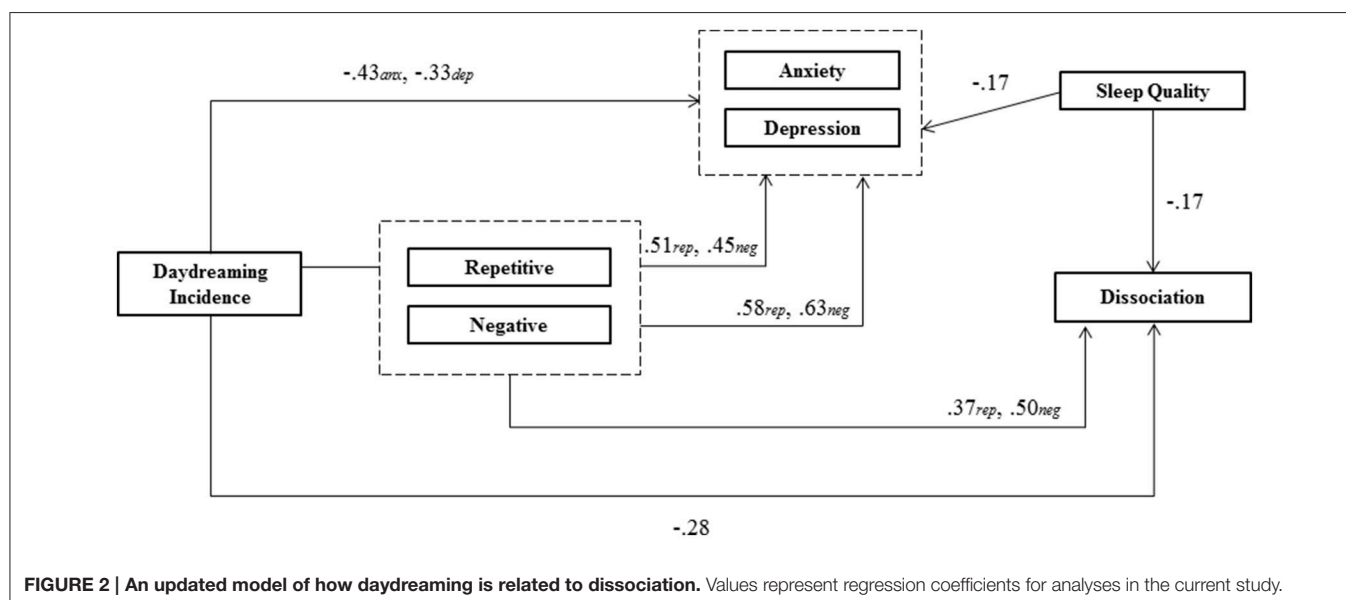 -.43anx, -.33dep
Anxiety
Depression
-.17
Sleep Quality
-.17
Daydreaming
Incidence
Repetitive
Negative
.51rep, .45neg
.58rep, .63neg
Dissociation
.37rep, .50neg
-.28
FIGURE 2 | An updated model of how daydreaming is related to dissociation. Values represent regression coefficients for analyses in the current study.